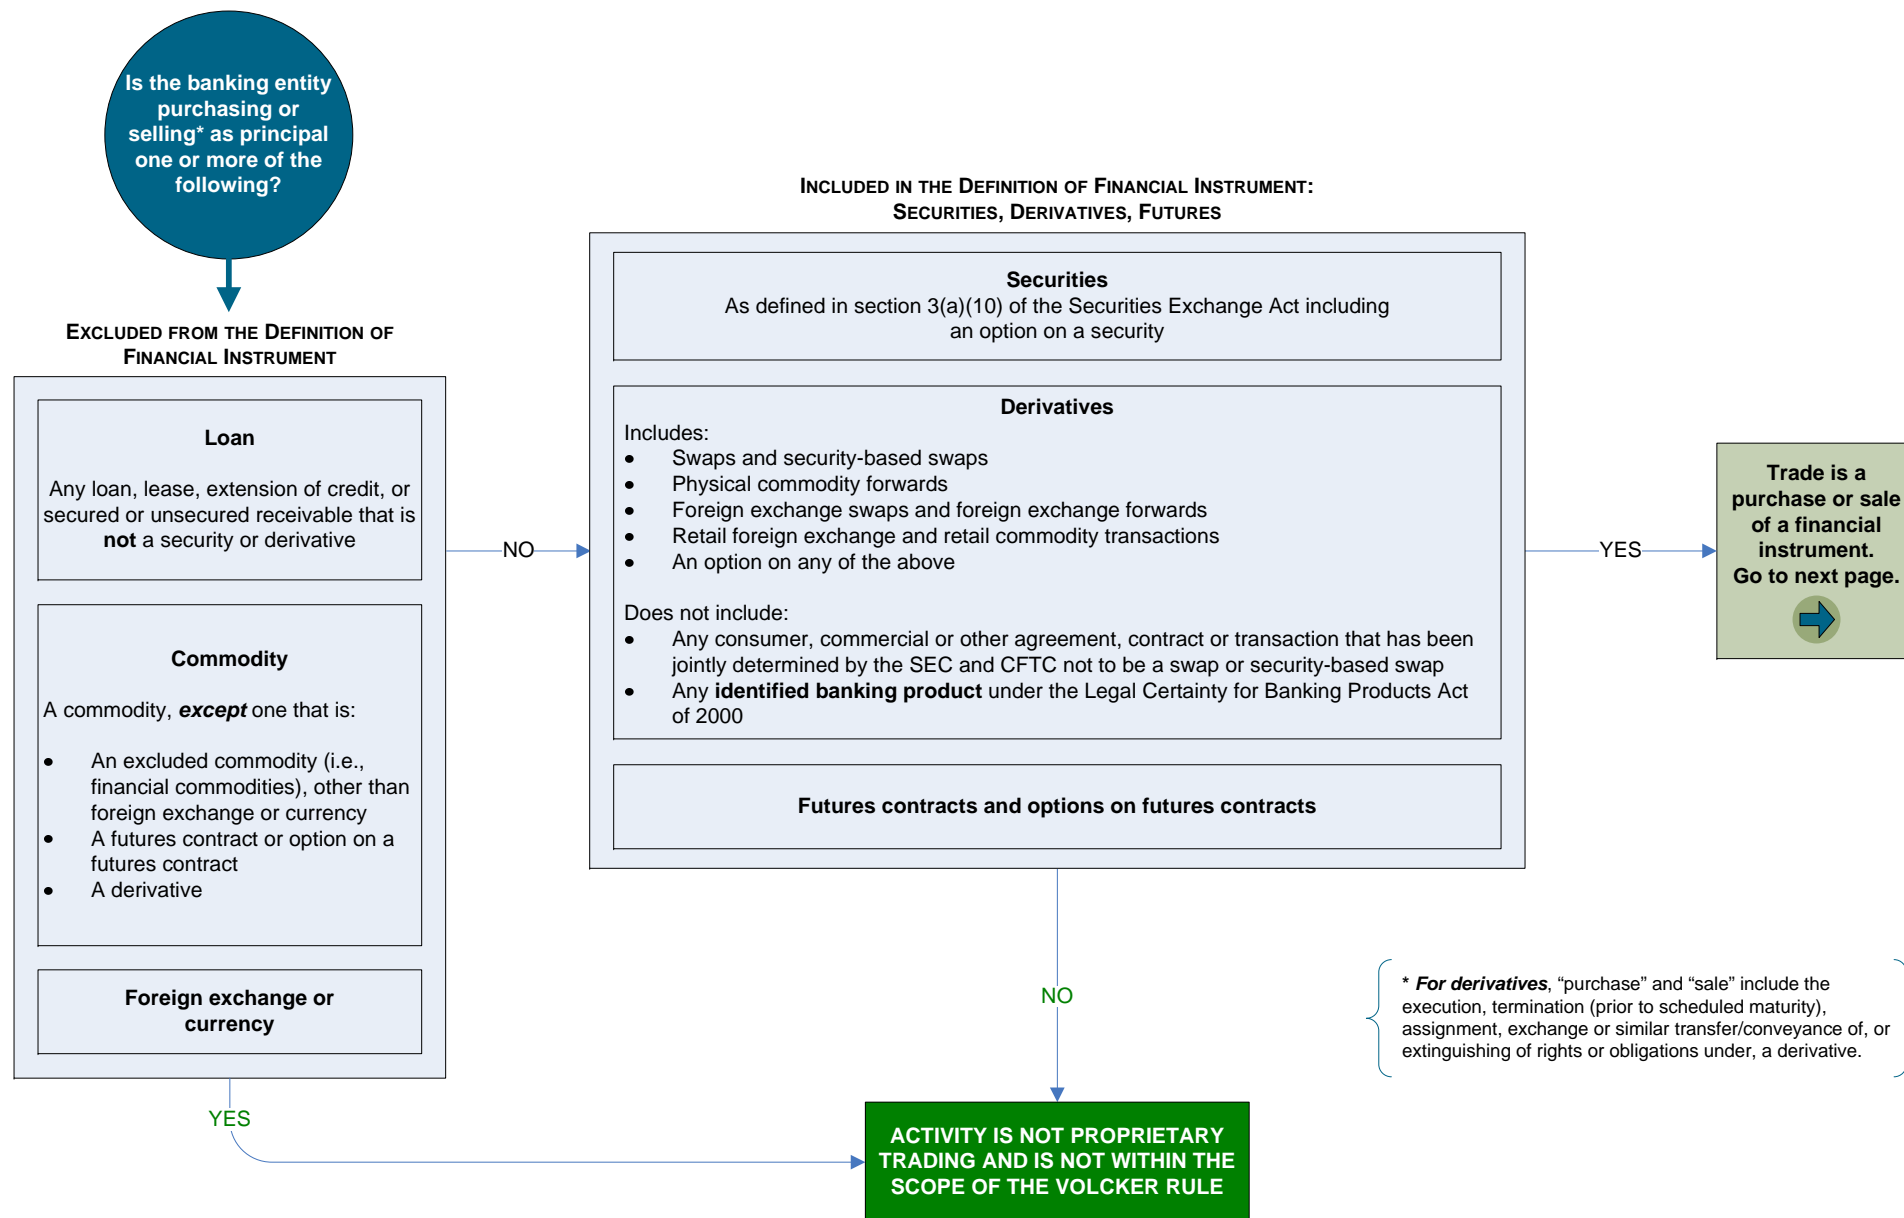 Is the banking entity
purchasing or
selling* as principal
one or more of the
following?
EXCLUDED FROM THE DEFINITION OF
FINANCIAL INSTRUMENT
Loan
Any loan, lease, extension of credit, or
secured or unsecured receivable that is
not a security or derivative
Commodity
A commodity, except one that is:
• An excluded commodity (i.e.,
financial commodities), other than
foreign exchange or currency
• A futures contract or option on a
futures contract
• A derivative
Foreign exchange or
currency
NO
YES
INCLUDED IN THE DEFINITION OF FINANCIAL INSTRUMENT:
SECURITIES, DERIVATIVES, FUTURES
Securities
As defined in section 3(a)(10) of the Securities Exchange Act including
an option on a security
Derivatives
Includes:
• Swaps and security-based swaps
• Physical commodity forwards
• Foreign exchange swaps and foreign exchange forwards
• Retail foreign exchange and retail commodity transactions
• An option on any of the above
Does not include:
• Any consumer, commercial or other agreement, contract or transaction that has been
jointly determined by the SEC and CFTC not to be a swap or security-based swap
• Any identified banking product under the Legal Certainty for Banking Products Act
of 2000
Futures contracts and options on futures contracts
YES
Trade is a
purchase or sale
of a financial
instrument.
Go to next page.
NO
* For derivatives, “purchase” and “sale” include the
execution, termination (prior to scheduled maturity),
assignment, exchange or similar transfer/conveyance of, or
extinguishing of rights or obligations under, a derivative.
ACTIVITY IS NOT PROPRIETARY
TRADING AND IS NOT WITHIN THE
SCOPE OF THE VOLCKER RULE